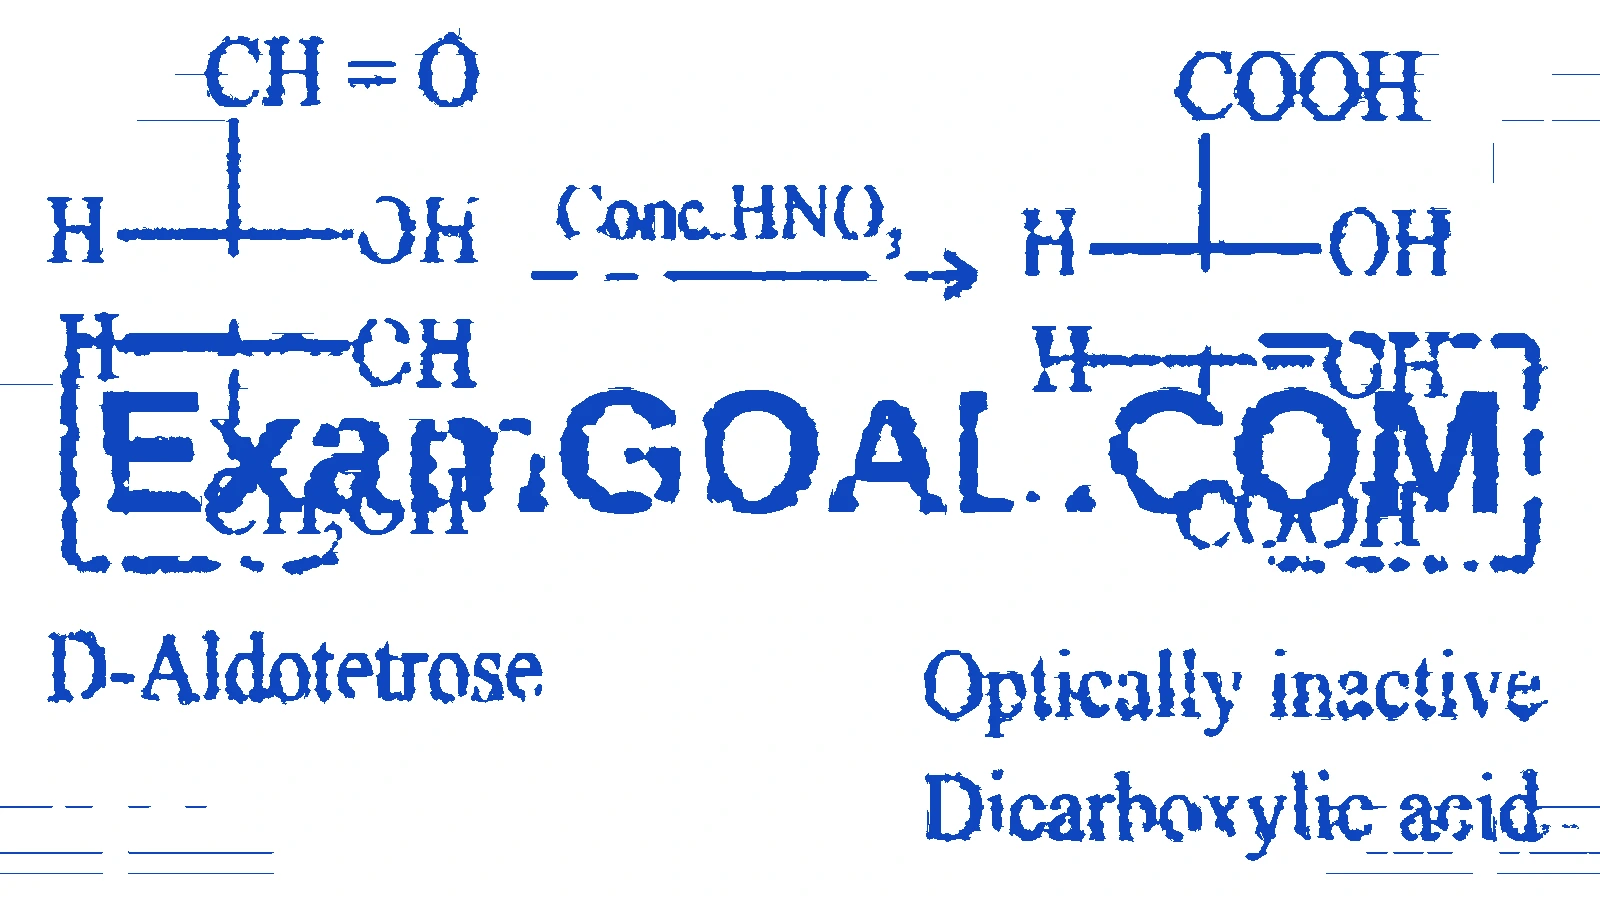 CH = O
COOH
H OH
Conc. HNO3
H OH
H OH
H OH
ExamGOAL.COM
CH2OH
COOH
D-Aldotetrose
Optically inactive
Dicarboxylic acid